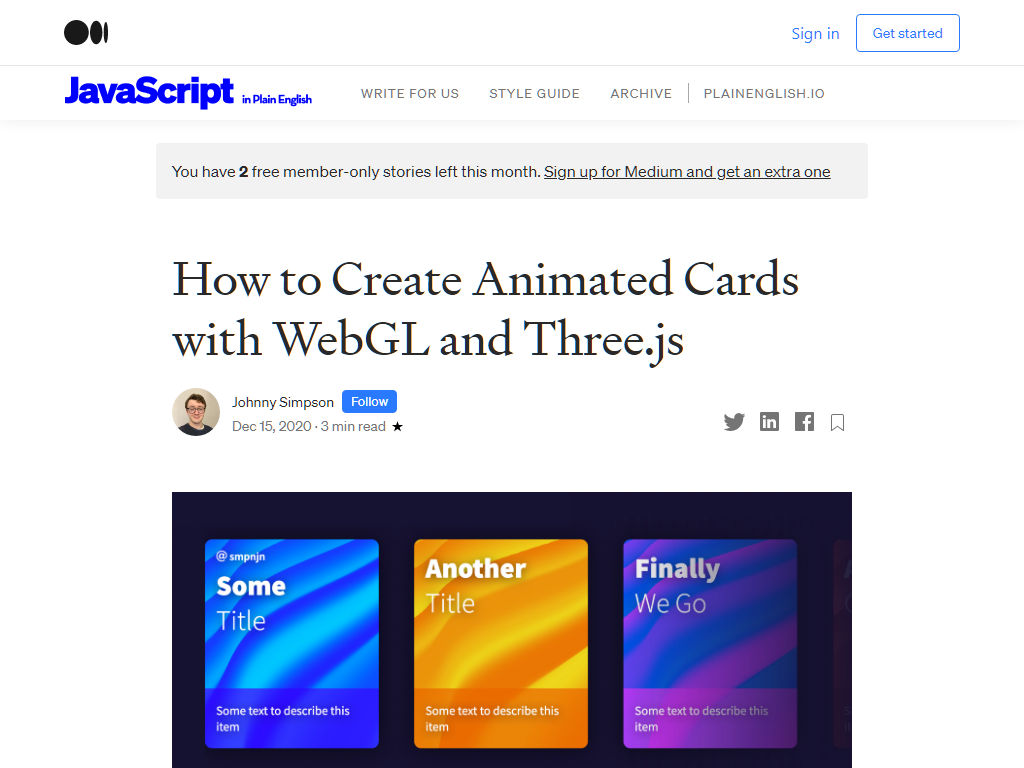 Sign in
Get started
JavaScript in Plain English
WRITE FOR US
STYLE GUIDE
ARCHIVE
PLAINENGLISH.IO
You have 2 free member-only stories left this month. Sign up for Medium and get an extra one
How to Create Animated Cards
with WebGL and Three.js
Johnny Simpson
Follow
Dec 15, 2020 · 3 min read ★
@smpnjn
Some
Title
Some text to describe this
item
Another
Title
Some text to describe this
item
Finally
We Go
Some text to describe this
item